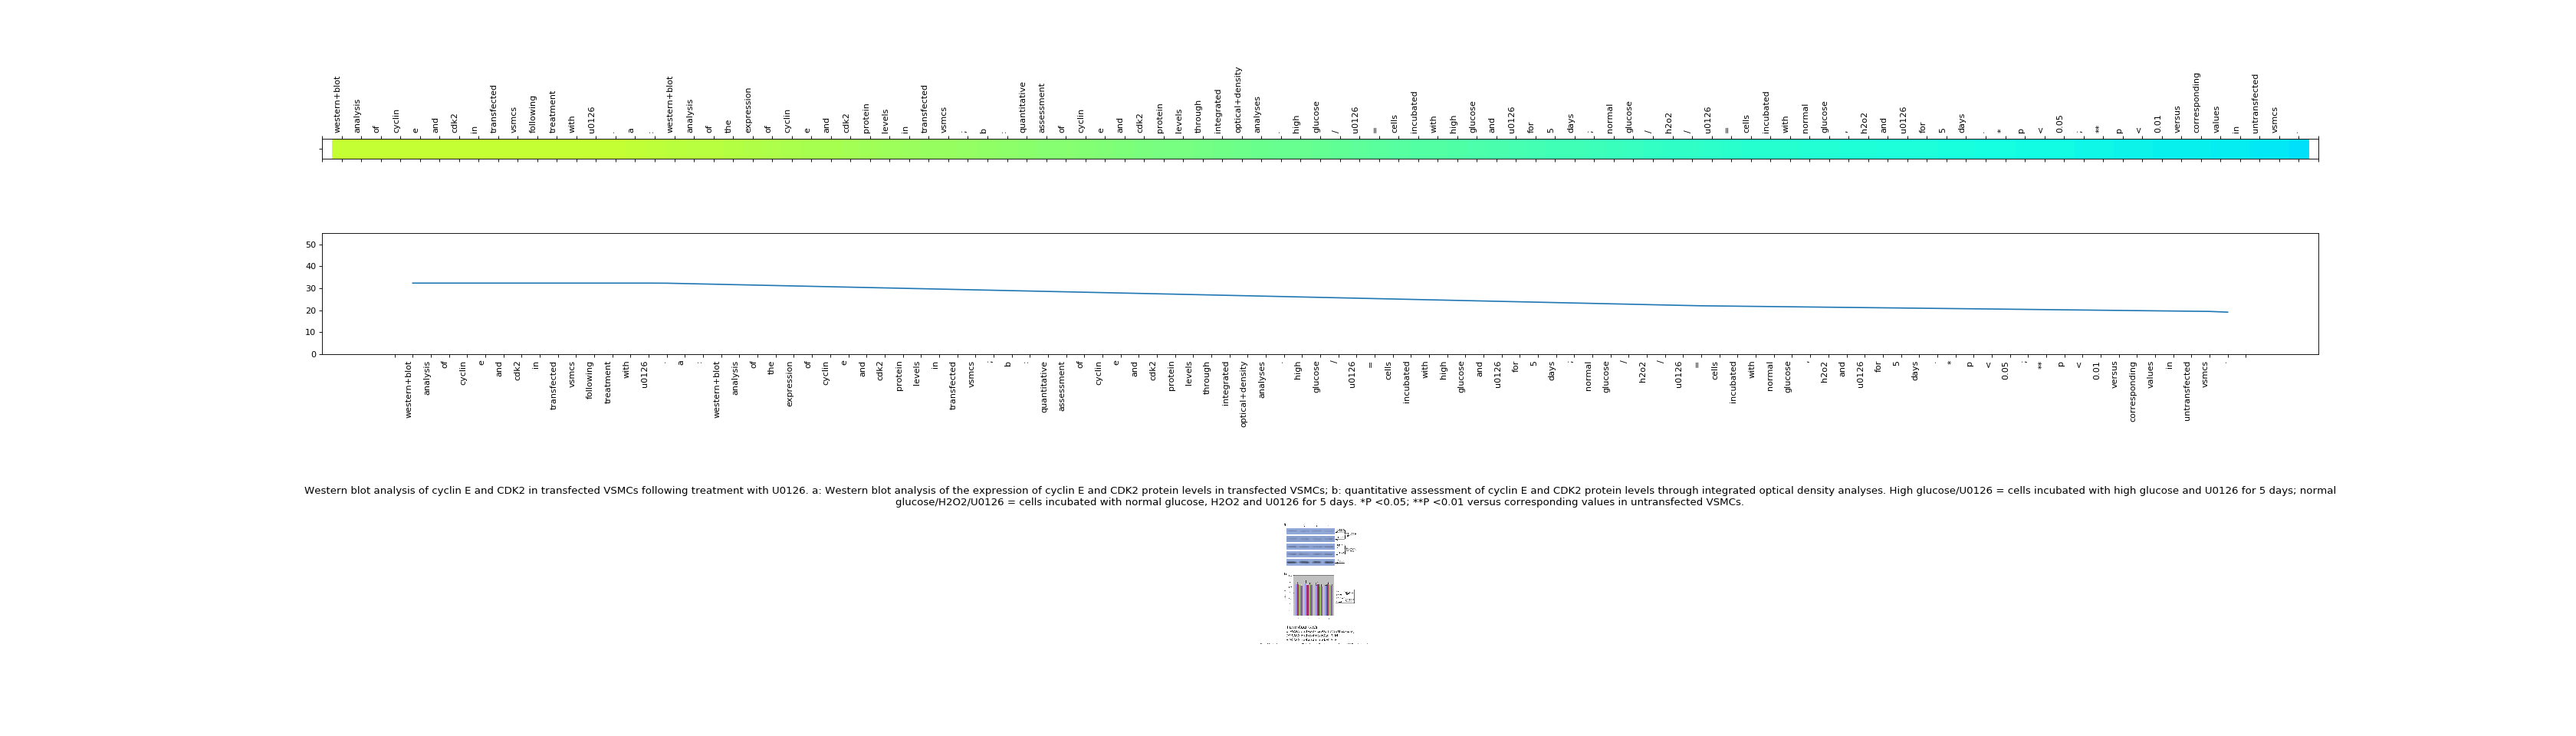 western+blot analysis of cyclin e and cdk2 in transfected vsmcs following treatment with u0126 . a : western+blot analysis of the expression of cyclin e and cdk2 protein levels in transfected vsmcs ; b : quantitative assessment of cyclin e and cdk2 protein levels through integrated optical+density analyses . high glucose / u0126 = cells incubated with high glucose and u0126 for 5 days ; normal glucose / h2o2 / u0126 = cells incubated with normal glucose , h2o2 and u0126 for 5 days . * p < 0.05 ; ** p < 0.01 versus corresponding values in untransfected vsmcs .
50
40
30
20
10
0
western+blot analysis of cyclin e and cdk2 in transfected vsmcs following treatment with u0126 . a : western+blot analysis of the expression of cyclin e and cdk2 protein levels in transfected vsmcs ; b : quantitative assessment of cyclin e and cdk2 protein levels through integrated optical+density analyses . high glucose / u0126 = cells incubated with high glucose and u0126 for 5 days ; normal glucose / h2o2 / u0126 = cells incubated with normal glucose , h2o2 and u0126 for 5 days . * p < 0.05 ; ** p < 0.01 versus corresponding values in untransfected vsmcs .
Western blot analysis of cyclin E and CDK2 in transfected VSMCs following treatment with U0126. a: Western blot analysis of the expression of cyclin E and CDK2 protein levels in transfected VSMCs; b: quantitative assessment of cyclin E and CDK2 protein levels through integrated optical density analyses. High glucose/U0126 = cells incubated with high glucose and U0126 for 5 days; normal
glucose/H2O2/U0126 = cells incubated with normal glucose, H2O2 and U0126 for 5 days. *P <0.05; **P <0.01 versus corresponding values in untransfected VSMCs.